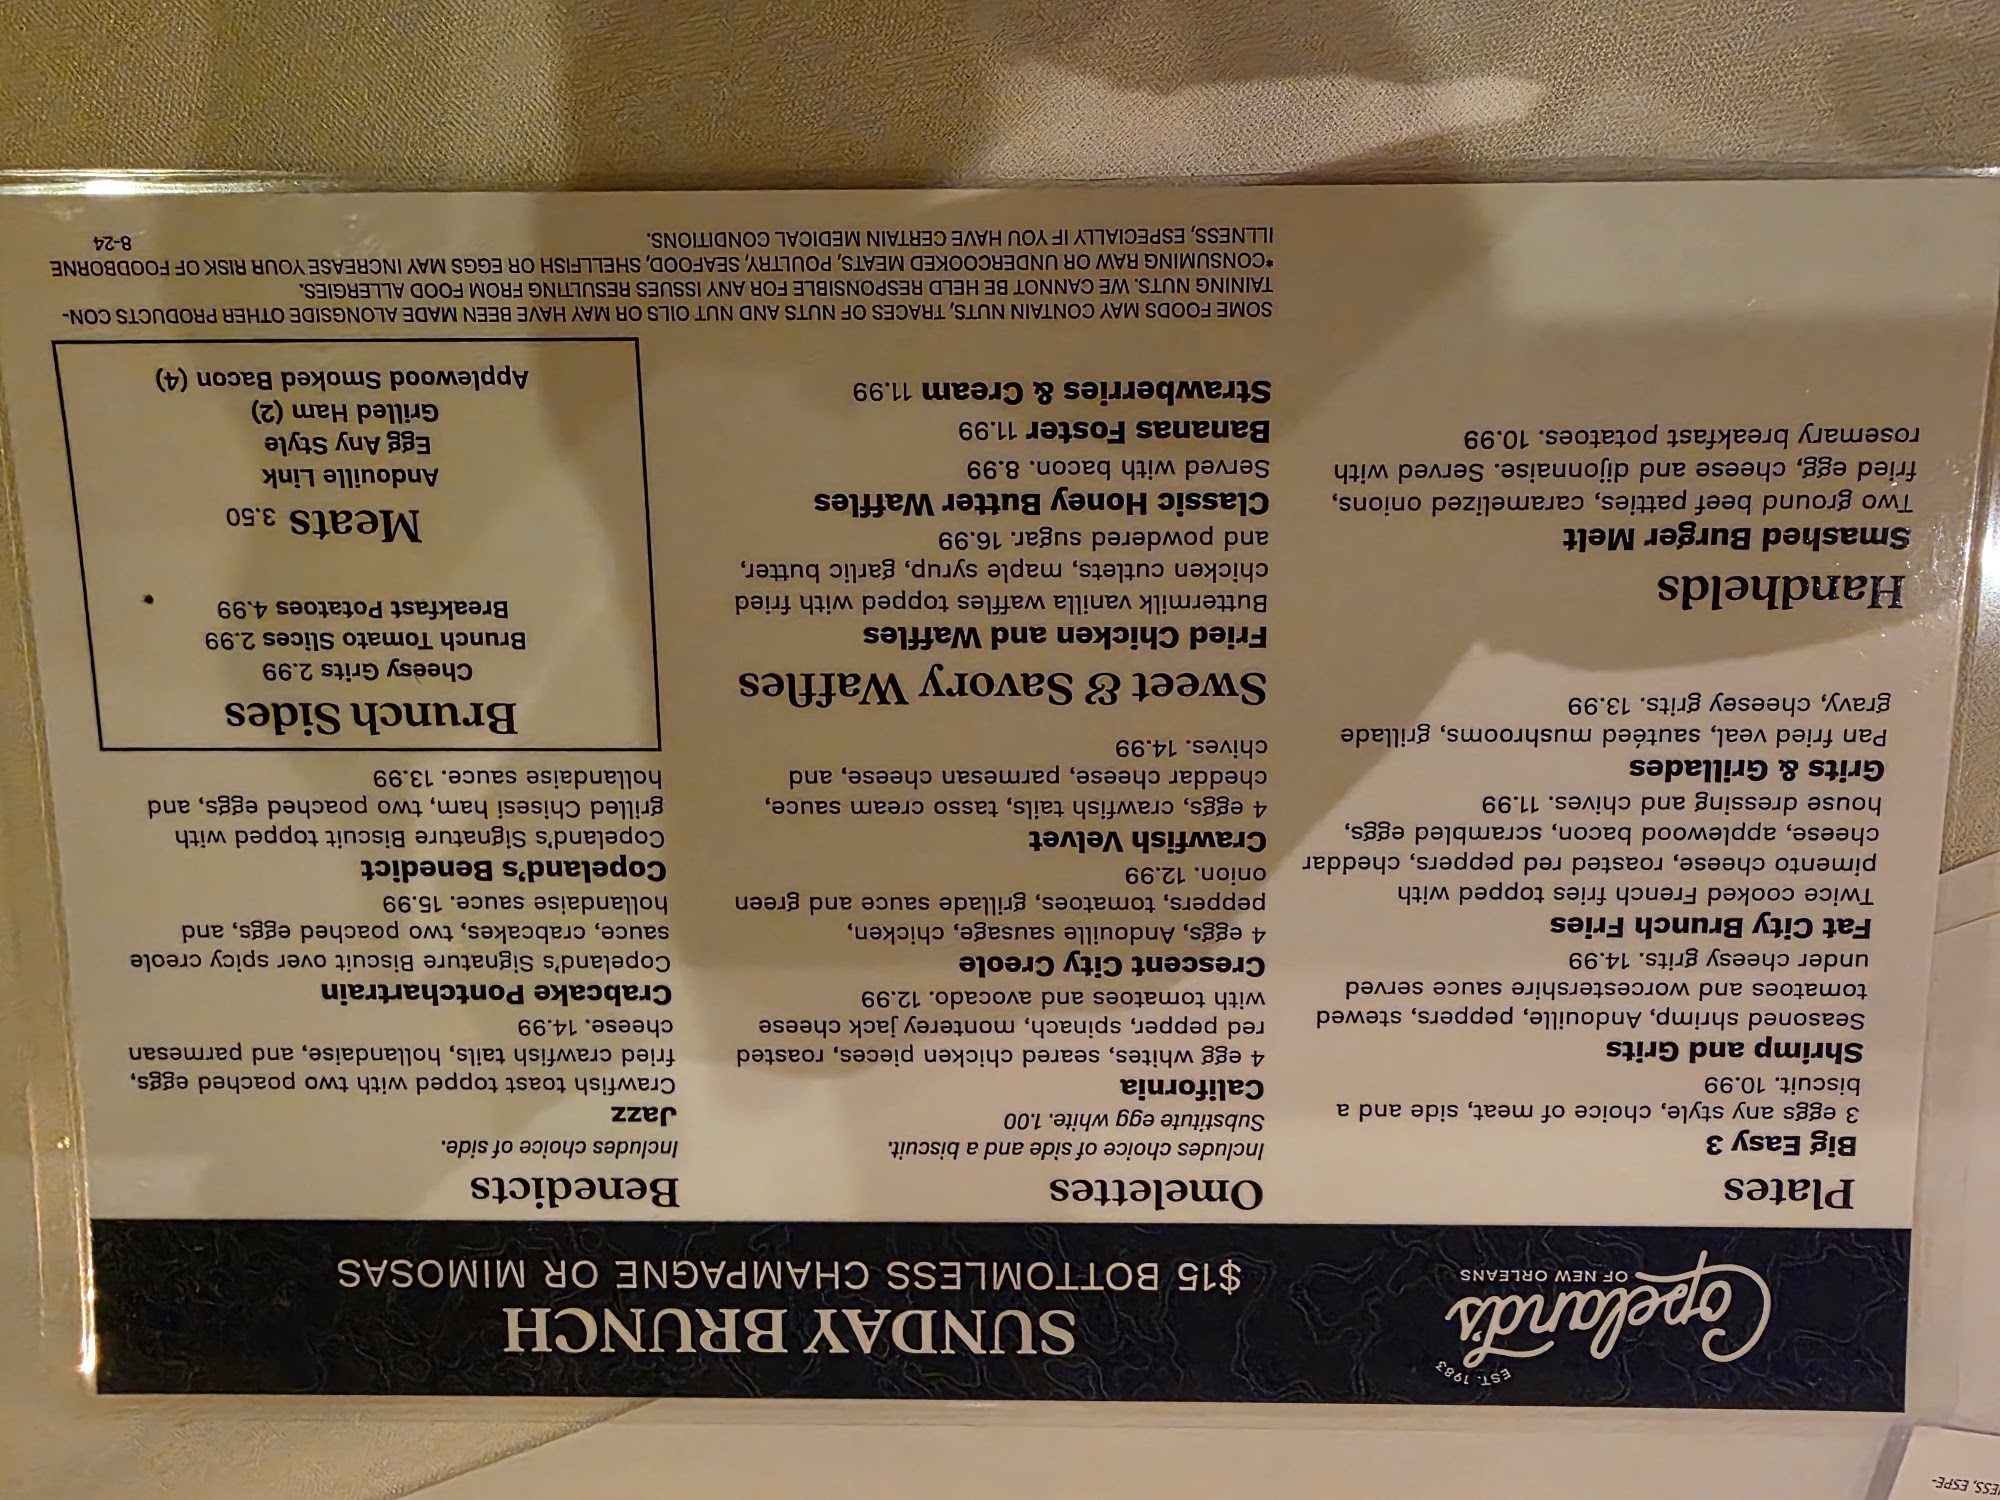 EST. 1983
Copeland's
OF NEW ORLEANS
SUNDAY BRUNCH
$15 BOTTOMLESS CHAMPAGNE OR MIMOSAS
Plates
Big Easy 3
3 eggs any style, choice of meat, side and a
biscuit. 10.99
Shrimp and Grits
Seasoned shrimp, Andouille, peppers, stewed
tomatoes and worcestershire sauce served
under cheesy grits. 14.99
Fat City Brunch Fries
Twice cooked French fries topped with
pimento cheese, roasted red peppers, cheddar
cheese, applewood bacon, scrambled eggs,
house dressing and chives. 11.99
Grits & Grillades
Pan fried veal, sautéed mushrooms, grillade
gravy, cheesey grits. 13.99
Handhelds
Smashed Burger Melt
Two ground beef patties, caramelized onions,
fried egg, cheese and dijonnaise. Served with
rosemary breakfast potatoes. 10.99
Omelettes
Includes choice of side and a biscuit.
Substitute egg white. 1.00
California
4 egg whites, seared chicken pieces, roasted
red pepper, spinach, monterey jack cheese
with tomatoes and avocado. 12.99
Crescent City Creole
4 eggs, Andouille sausage, chicken,
peppers, tomatoes, grillade sauce and green
onion. 12.99
Crawfish Velvet
4 eggs, crawfish tails, tasso cream sauce,
cheddar cheese, parmesan cheese, and
chives. 14.99
Sweet & Savory Waffles
Fried Chicken and Waffles
Buttermilk vanilla waffles topped with fried
chicken cutlets, maple syrup, garlic butter,
and powdered sugar. 16.99
Classic Honey Butter Waffles
Served with bacon. 8.99
Bananas Foster 11.99
Strawberries & Cream 11.99
Benedicts
Includes choice of side.
Jazz
Crawfish toast topped with two poached eggs,
fried crawfish tails, hollandaise, and parmesan
cheese. 14.99
Crabcake Pontchartrain
Copeland's Signature Biscuit over spicy creole
sauce, crabcakes, two poached eggs, and
hollandaise sauce. 15.99
Copeland's Benedict
Copeland's Signature Biscuit topped with
grilled Chisesi ham, two poached eggs, and
hollandaise sauce. 13.99
Brunch Sides
Cheesy Grits 2.99
Brunch Tomato Slices 2.99
Breakfast Potatoes 4.99
Meats 3.50
Andouille Link
Egg Any Style
Grilled Ham (2)
Applewood Smoked Bacon (4)
SOME FOODS MAY CONTAIN NUTS, TRACES OF NUTS AND NUT OILS OR MAY HAVE BEEN MADE ALONGSIDE OTHER PRODUCTS CON-
TAINING NUTS. WE CANNOT BE HELD RESPONSIBLE FOR ANY ISSUES RESULTING FROM FOOD ALLERGIES.
*CONSUMING RAW OR UNDERCOOKED MEATS, POULTRY, SEAFOOD, SHELLFISH OR EGGS MAY INCREASE YOUR RISK OF FOODBORNE
ILLNESS, ESPECIALLY IF YOU HAVE CERTAIN MEDICAL CONDITIONS.
8-24